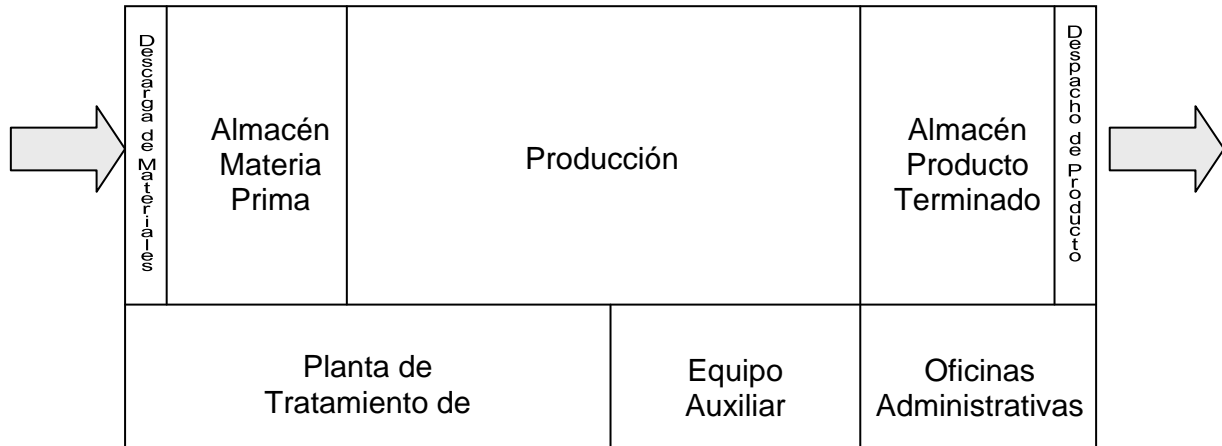 Descarga de Materiales
Almacén
Materia
Prima
Producción
Almacén
Producto
Terminado
Despacho de Producto
Planta de
Tratamiento de
Equipo
Auxiliar
Oficinas
Administrativas